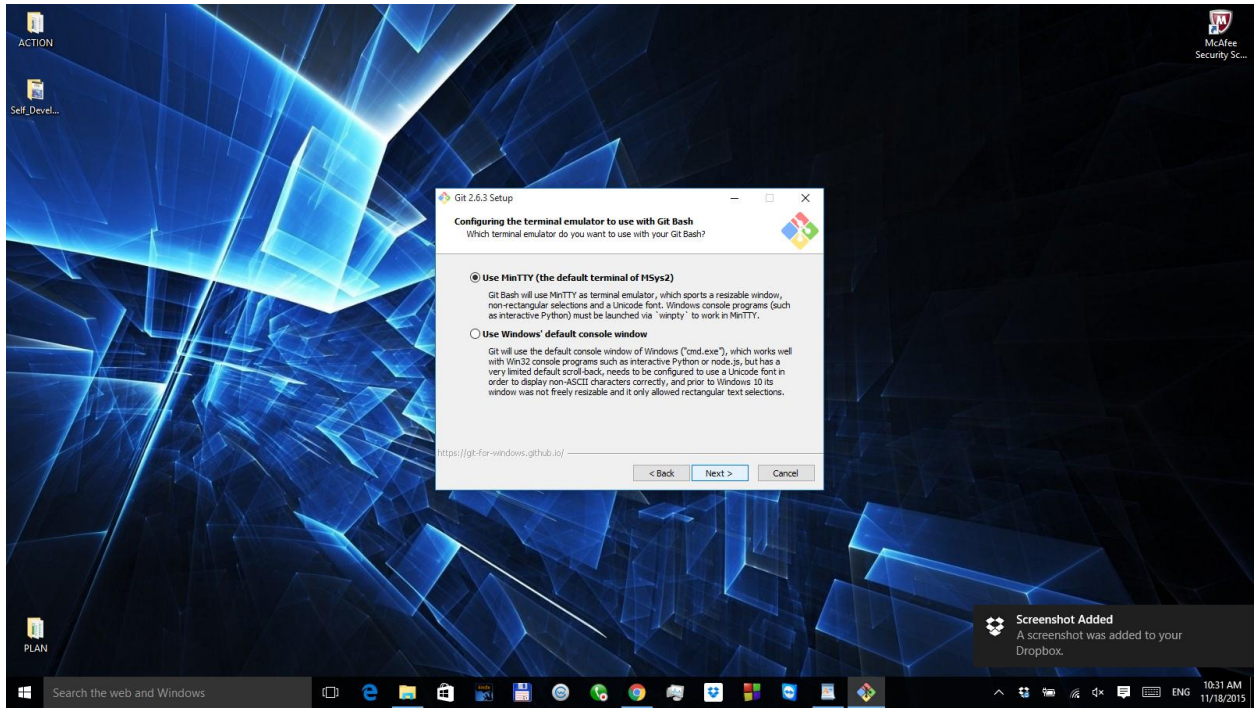 ACTION
McAfee
Security Sc...
Self_Devel...
Git 2.6.3 Setup
Configuring the terminal emulator to use with Git Bash
Which terminal emulator do you want to use with your Git Bash?
Use MinTTY (the default terminal of MSys2)
Git Bash will use MinTTY as terminal emulator, which sports a resizable window,
non-rectangular selections and a Unicode font. Windows console programs (such
as interactive Python) must be launched via `winpty` to work in MinTTY.
Use Windows' default console window
Git will use the default console window of Windows ("cmd.exe"), which works well
with Win32 console programs such as interactive Python or node.js, but has a
very limited default scroll-back, needs to be configured to use a Unicode font in
order to display non-ASCII characters correctly, and prior to Windows 10 its
window was not freely resizable and it only allowed rectangular text selections.
https://git-for-windows.github.io/
< Back Next > Cancel
Screenshot Added
A screenshot was added to your
Dropbox.
PLAN
Search the web and Windows
ENG
10:31 AM
11/18/2015